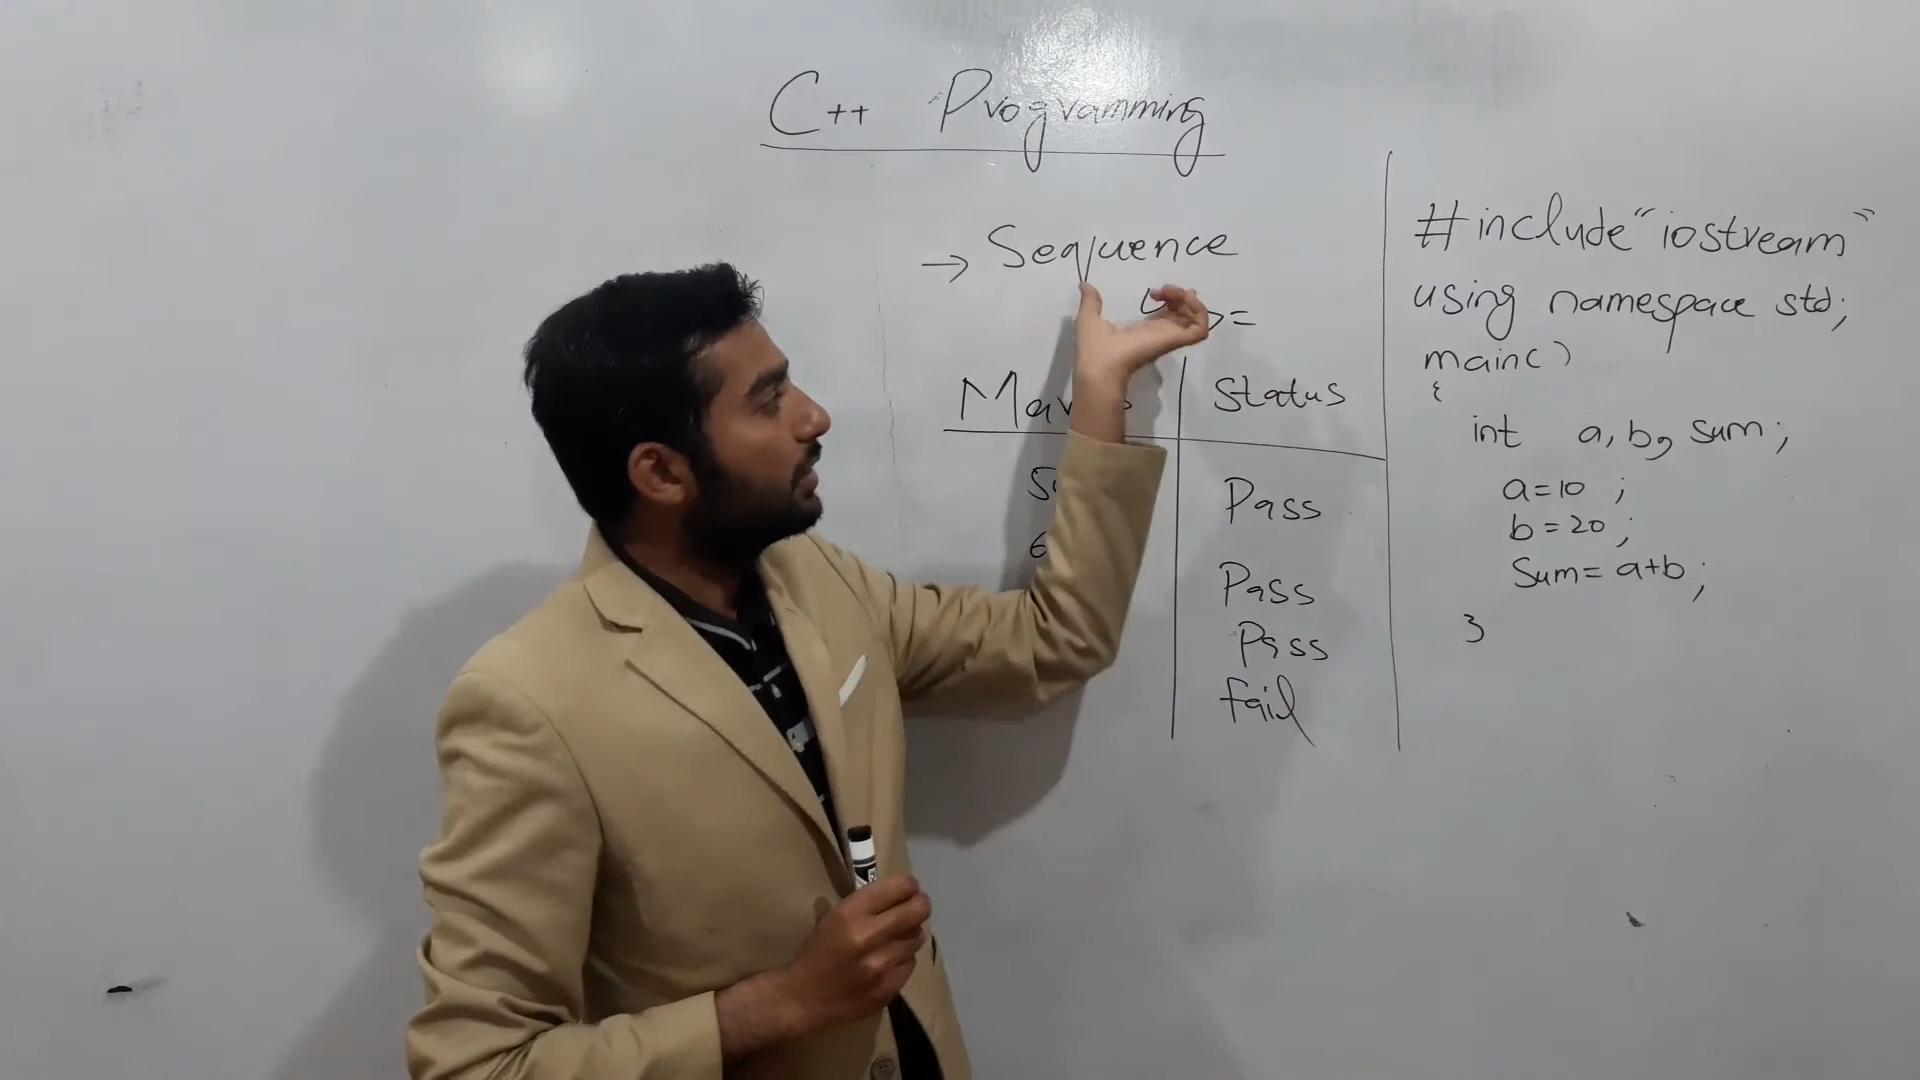 C++ Programming
→ Sequence
>=
Status
Pass
Pass
Pass
fail
#include "iostream"
using namespace std;
main()
{
int a, b, sum;
a=10 ;
b=20 ;
Sum= a+b ;
}